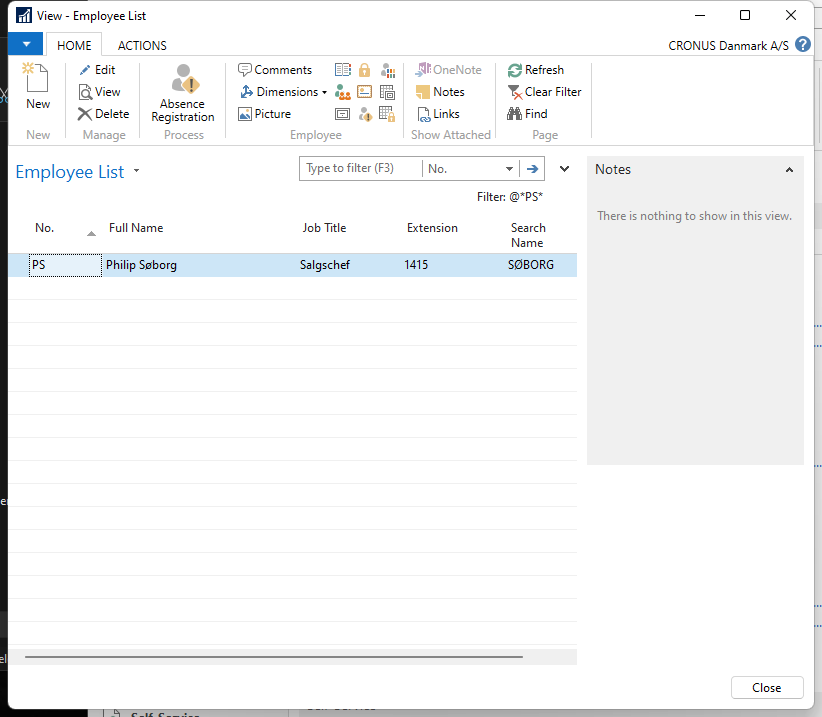 View - Employee List
HOME ACTIONS
CRONUS Danmark A/S ?
New
New
Edit
View
Delete
Manage
Absence
Registration
Process
Comments
Dimensions
Picture
Employee
OneNote
Notes
Links
Show Attached
Refresh
Clear Filter
Find
Page
Employee List
Type to filter (F3) No.
Filter: @*PS*
No. Full Name Job Title Extension Search
Name
PS Philip Søborg Salgschef 1415 SØBORG
Notes
There is nothing to show in this view.
Close